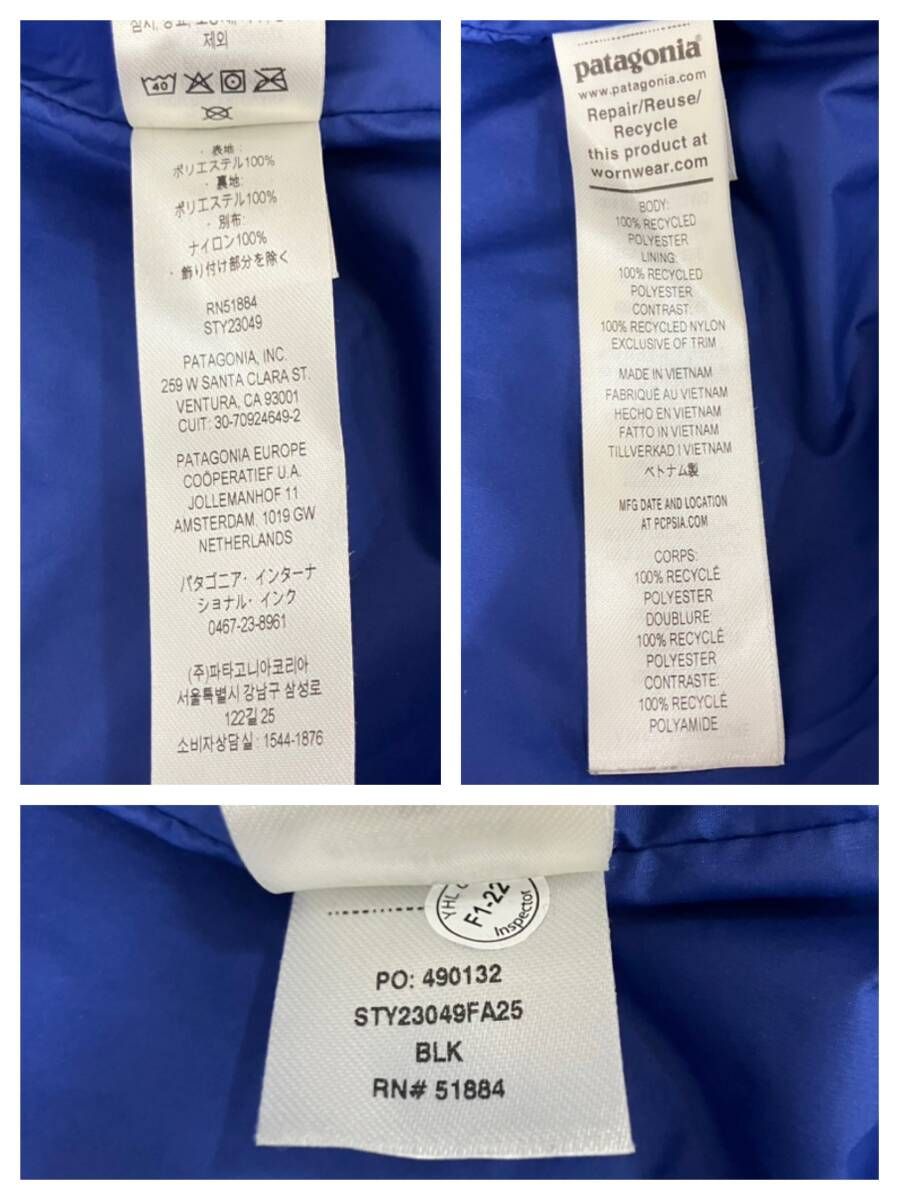 제외
40
· 表地:
ポリエステル100%
· 裏地:
ポリエステル100%
· 別布:
ナイロン100%
· 飾り付け部分を除く
RN51884
STY23049
PATAGONIA, INC.
259 W SANTA CLARA ST.
VENTURA, CA 93001
CUIT: 30-70924649-2
PATAGONIA EUROPE
COÖPERATIEF U.A.
JOLLEMANHOF 11
AMSTERDAM, 1019 GW
NETHERLANDS
パタゴニア・インターナ
ショナル・インク
0467-23-8961
(주)파타고니아코리아
서울특별시 강남구 삼성로
122길 25
소비자상담실 : 1544-1876
patagonia®
www.patagonia.com
Repair/Reuse/
Recycle
this product at
wornwear.com
BODY:
100% RECYCLED
POLYESTER
LINING:
100% RECYCLED
POLYESTER
CONTRAST:
100% RECYCLED NYLON
EXCLUSIVE OF TRIM
MADE IN VIETNAM
FABRIQUÉ AU VIETNAM
HECHO EN VIETNAM
FATTO IN VIETNAM
TILLVERKAD I VIETNAM
ベトナム製
MFG DATE AND LOCATION
AT PCPSIA.COM
CORPS:
100% RECYCLÉ
POLYESTER
DOUBLURE:
100% RECYCLÉ
POLYESTER
CONTRASTE:
100% RECYCLÉ
POLYAMIDE
YHL
F1-22
Inspector
PO: 490132
STY23049FA25
BLK
RN# 51884